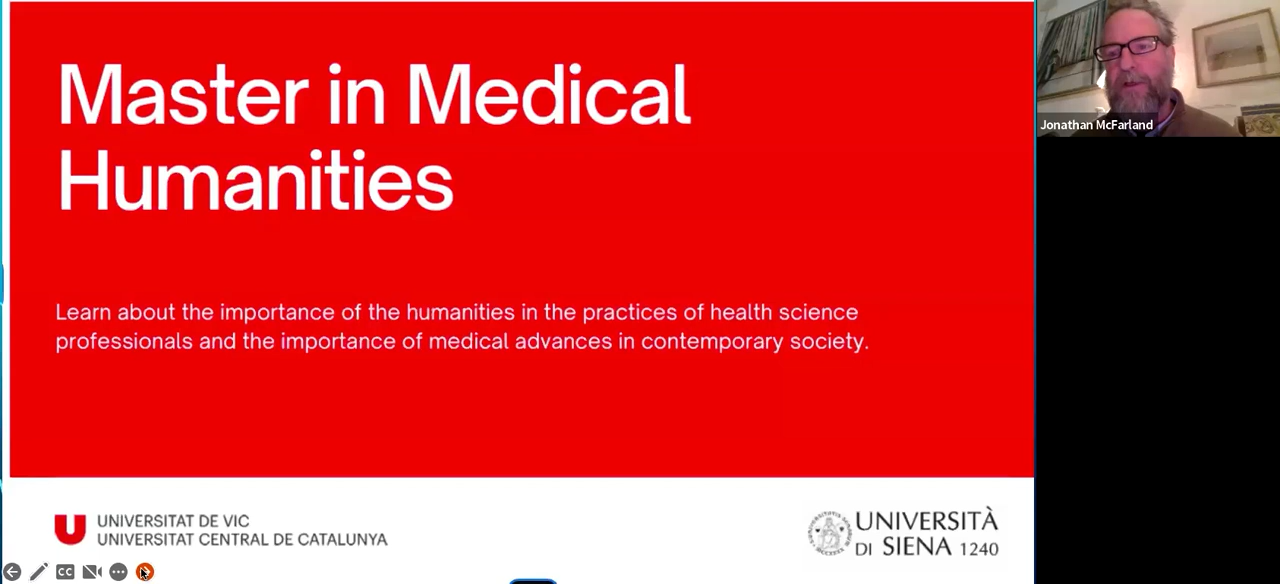 Master in Medical
Humanities
Learn about the importance of the humanities in the practices of health science
professionals and the importance of medical advances in contemporary society.
UNIVERSITAT DE VIC
UNIVERSITAT CENTRAL DE CATALUNYA
UNIVERSITÀ
DI SIENA 1240
CC
Jonathan McFarland